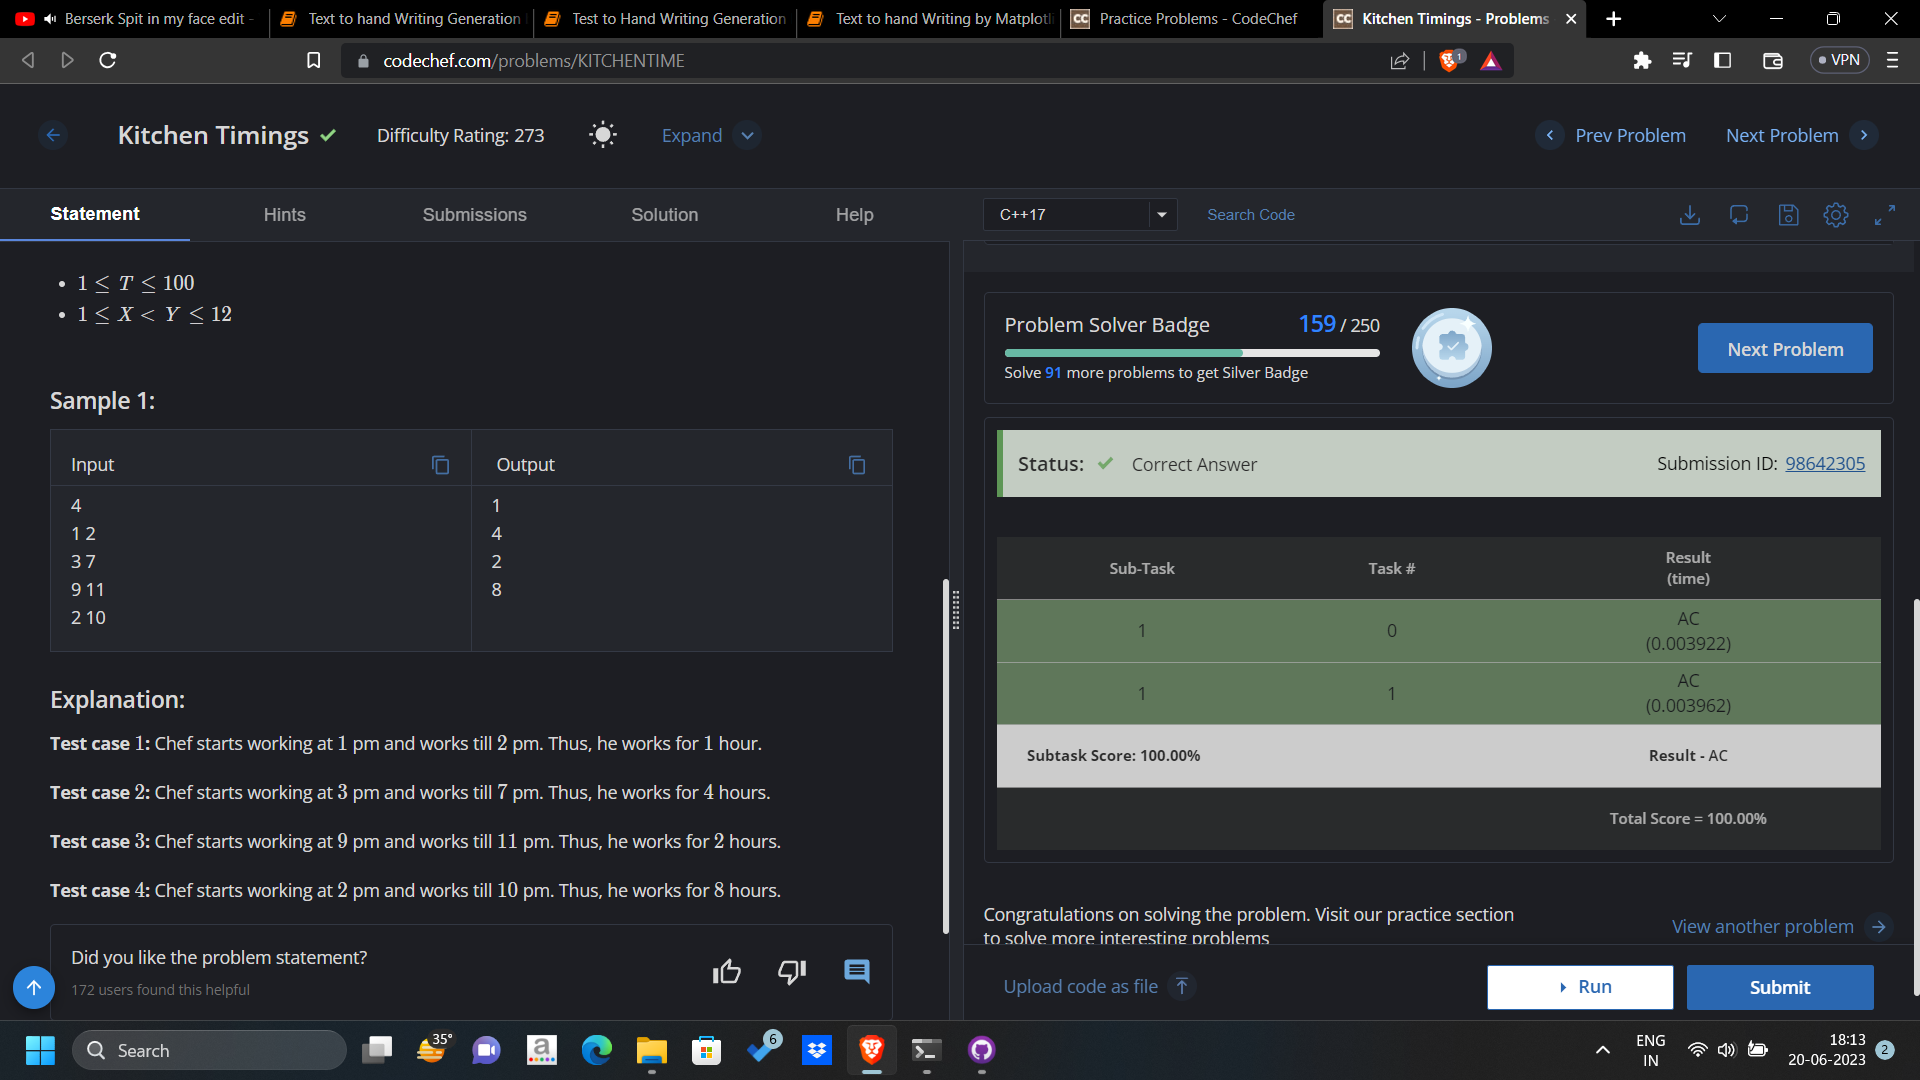 Berserk Spit in my face edit -
Text to hand Writing Generation
Test to Hand Writing Generation
Text to hand Writing by Matplotl
CC Practice Problems - CodeChef
CC Kitchen Timings - Problems
codechef.com/problems/KITCHENTIME
1
VPN
Kitchen Timings
Difficulty Rating: 273
Expand
Prev Problem
Next Problem
Statement
Hints
Submissions
Solution
Help
C++17
Search Code
• 1 ≤ T ≤ 100
• 1 ≤ X < Y ≤ 12
Sample 1:
Input
Output
4
1 2
3 7
9 11
2 10
1
4
2
8
Explanation:
Test case 1: Chef starts working at 1 pm and works till 2 pm. Thus, he works for 1 hour.
Test case 2: Chef starts working at 3 pm and works till 7 pm. Thus, he works for 4 hours.
Test case 3: Chef starts working at 9 pm and works till 11 pm. Thus, he works for 2 hours.
Test case 4: Chef starts working at 2 pm and works till 10 pm. Thus, he works for 8 hours.
Did you like the problem statement?
172 users found this helpful
Problem Solver Badge
159 / 250
Solve 91 more problems to get Silver Badge
Next Problem
Status: Correct Answer
Submission ID: 98642305
Sub-Task
Task #
Result
(time)
1
0
AC
(0.003922)
1
1
AC
(0.003962)
Subtask Score: 100.00%
Result - AC
Total Score = 100.00%
Congratulations on solving the problem. Visit our practice section
to solve more interesting problems
View another problem
Upload code as file
Run
Submit
Search
35°
a
6
ENG
IN
18:13
20-06-2023
2